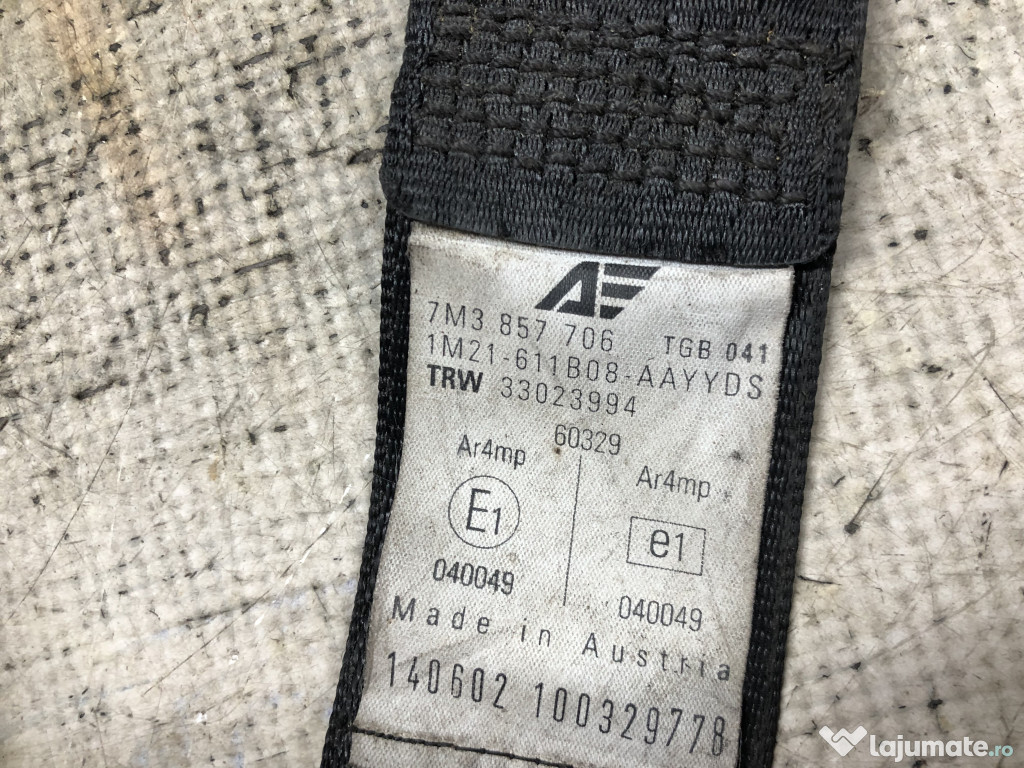 AE
7M3 857 706 TGB 041
1M21-611B08-AAYYDS
TRW 33023994
60329
Ar4mp Ar4mp
E1 e1
040049 040049
Made in Austria
140602 100329778
lajumate.ro